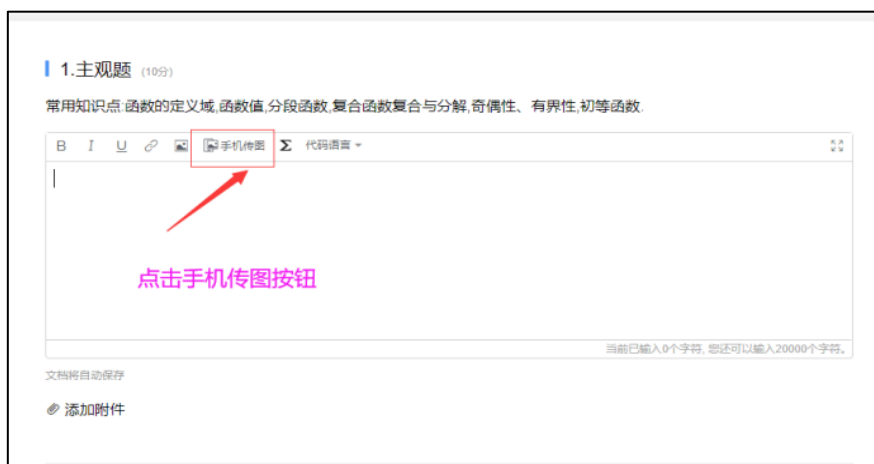 1.主观题 (10分)
常用知识点:函数的定义域,函数值,分段函数,复合函数复合与分解,奇偶性、有界性,初等函数.
B I U 手机传图 Σ 代码语言
点击手机传图按钮
当前已输入0个字符, 您还可以输入20000个字符。
文档将自动保存
添加附件